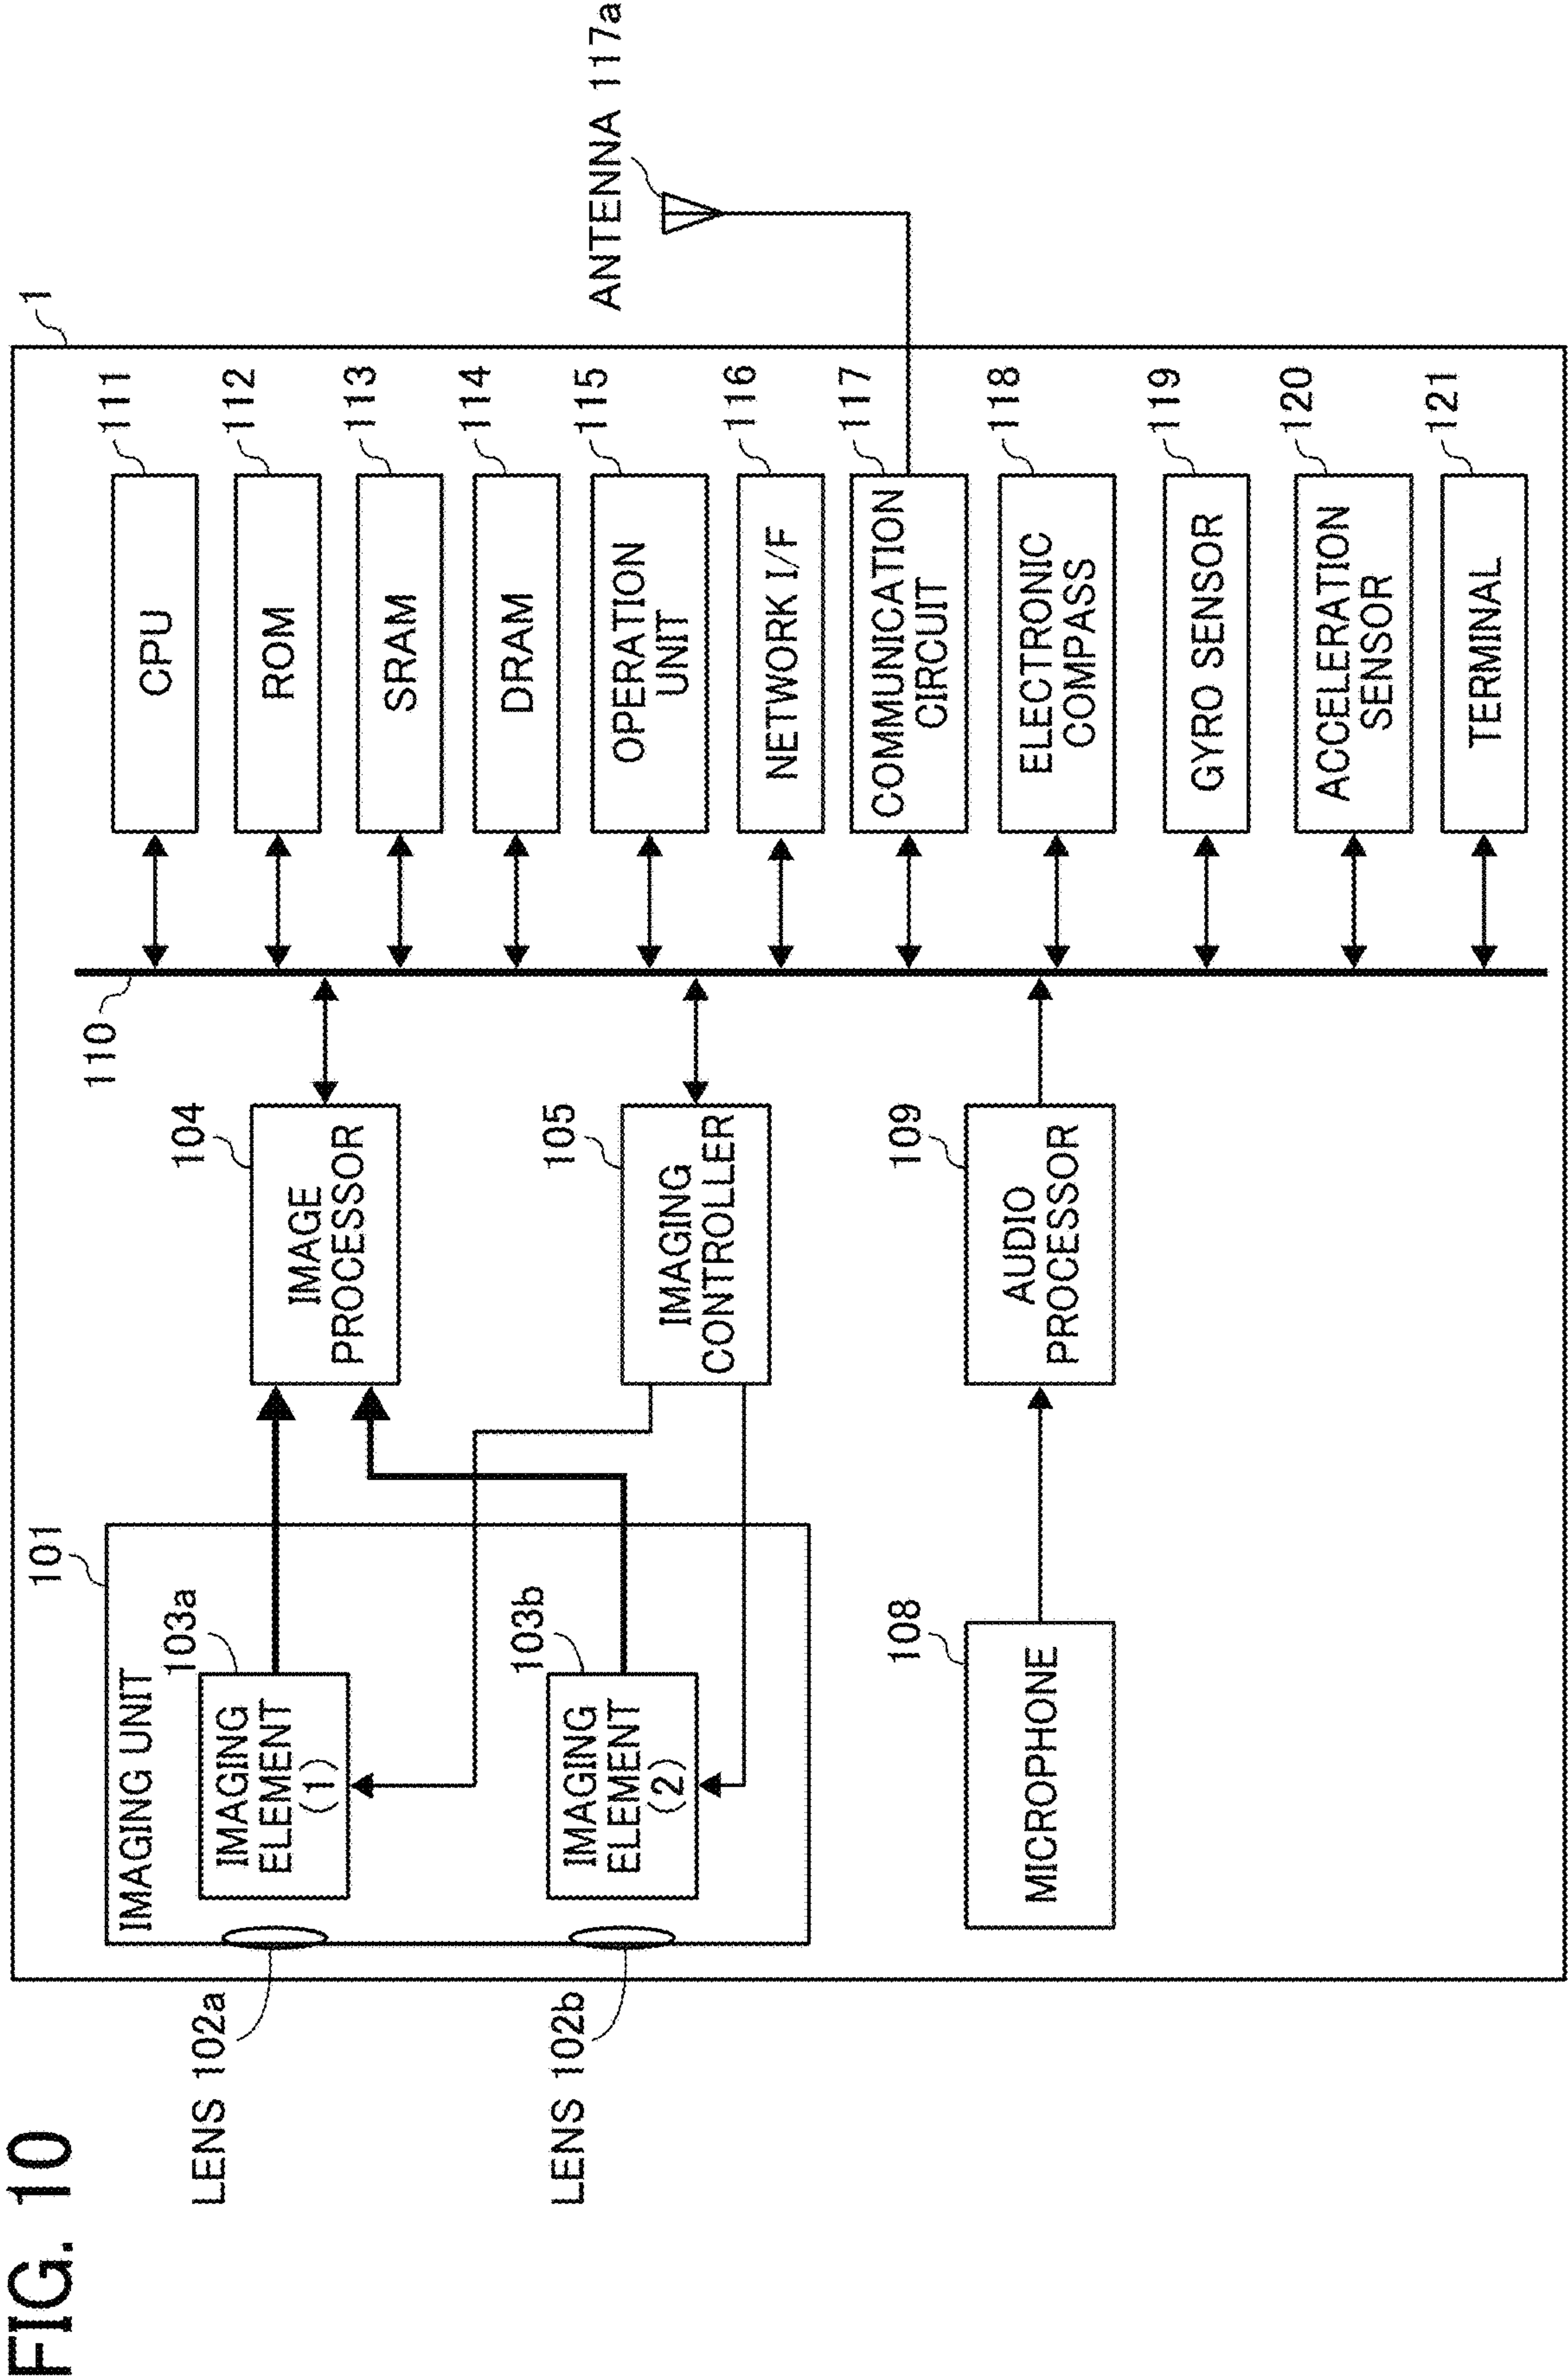 FIG. 10
1
101
IMAGING UNIT
LENS 102a
103a
IMAGING
ELEMENT
(1)
LENS 102b
103b
IMAGING
ELEMENT
(2)
104
IMAGE
PROCESSOR
105
IMAGING
CONTROLLER
108
MICROPHONE
109
AUDIO
PROCESSOR
110
111
CPU
112
ROM
113
SRAM
114
DRAM
115
OPERATION
UNIT
116
NETWORK I/F
117
COMMUNICATION
CIRCUIT
ANTENNA 117a
118
ELECTRONIC
COMPASS
119
GYRO SENSOR
120
ACCELERATION
SENSOR
121
TERMINAL